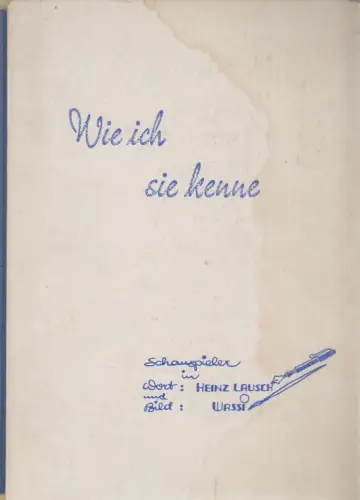 Wie ich
sie kenne
Schauspieler
in
Wort: HEINZ LAUSCH
und
Bild: WASSI